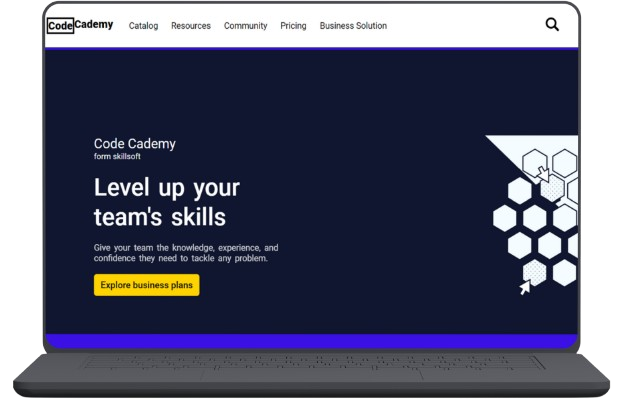 CodeCademy Catalog Resources Community Pricing Business Solution
Code Cademy
form skillsoft
Level up your
team's skills
Give your team the knowledge, experience, and
confidence they need to tackle any problem.
Explore business plans